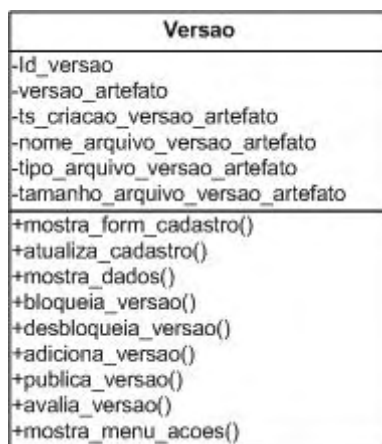 Versao
-Id_versao
-versao_artefato
-ts_criacao_versao_artefato
-nome_arquivo_versao_artefato
-tipo_arquivo_versao_artefato
-tamanho_arquivo_versao_artefato
+mostra_form_cadastro()
+atualiza_cadastro()
+mostra_dados()
+bloqueia_versao()
+desbloqueia_versao()
+adiciona_versao()
+publica_versao()
+avalia_versao()
+mostra_menu_acoes()